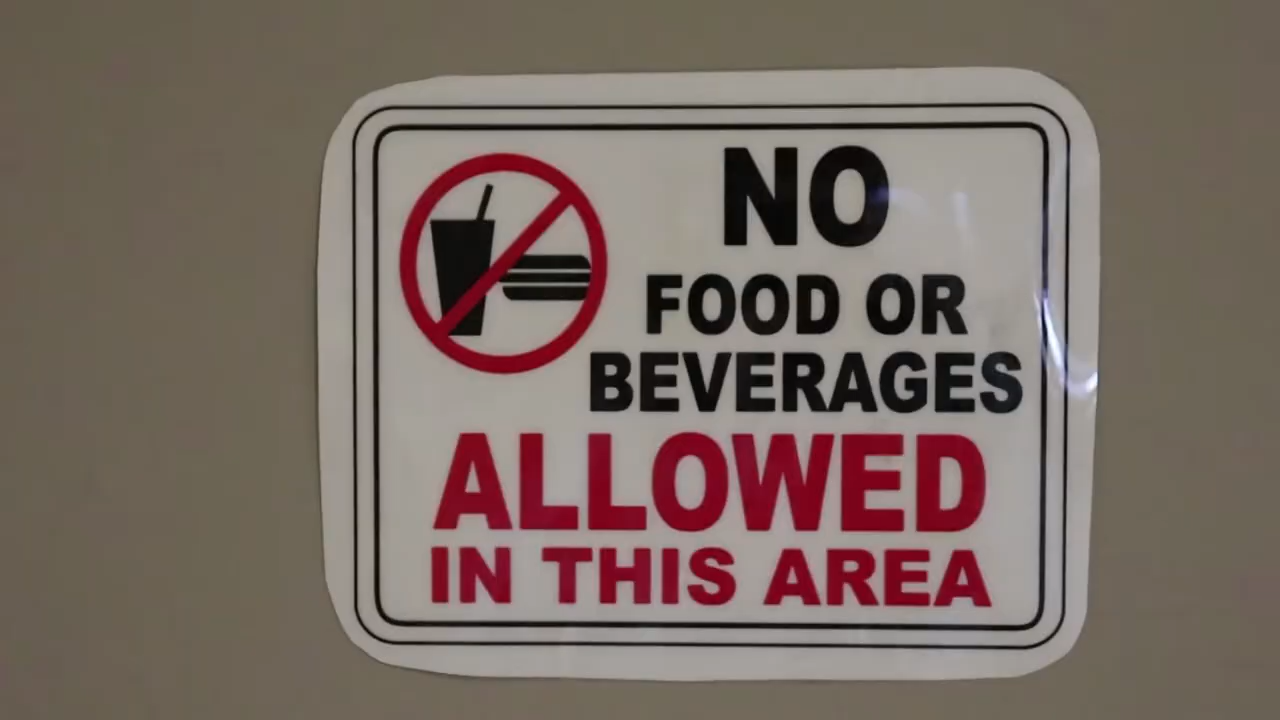 NO
FOOD OR
BEVERAGES
ALLOWED
IN THIS AREA